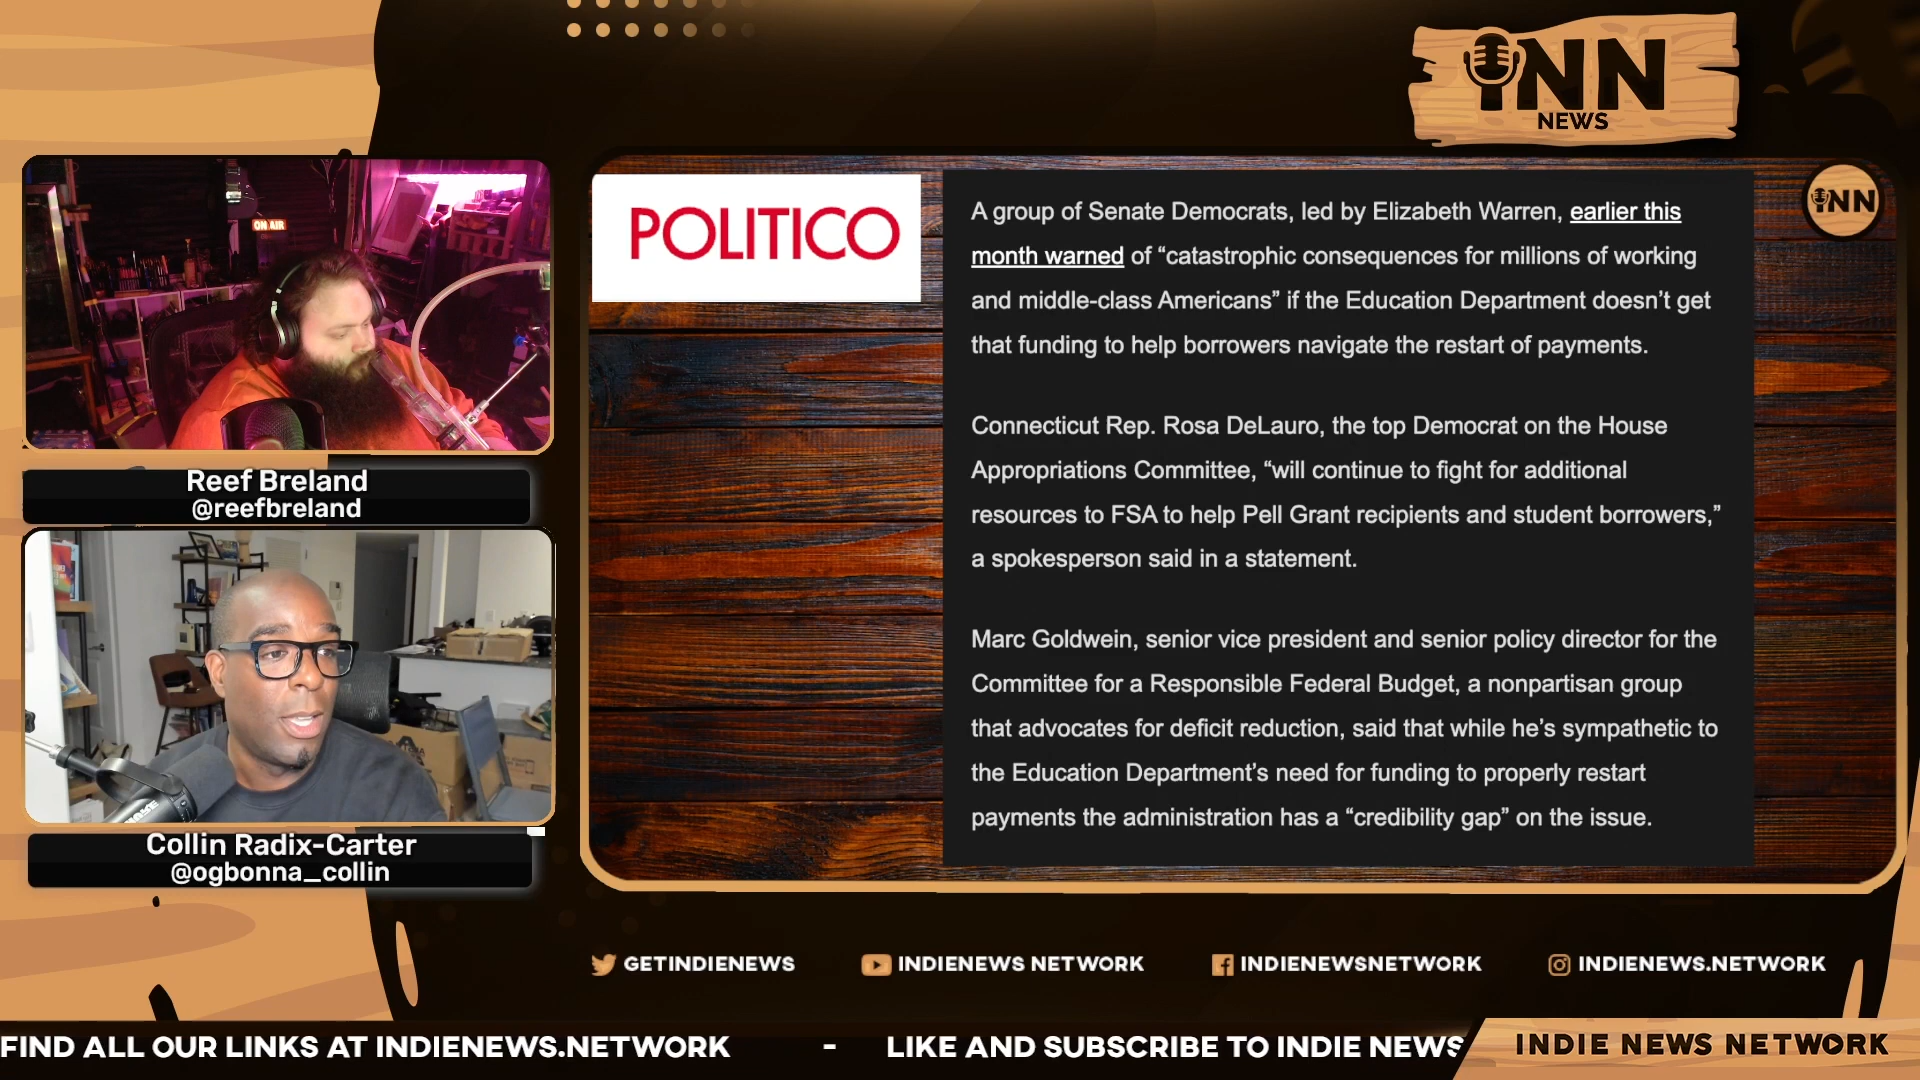 iNN
NEWS
ON AIR
Reef Breland
@reefbreland
Collin Radix-Carter
@ogbonna_collin
POLITICO
A group of Senate Democrats, led by Elizabeth Warren, earlier this
month warned of “catastrophic consequences for millions of working
and middle-class Americans” if the Education Department doesn’t get
that funding to help borrowers navigate the restart of payments.
Connecticut Rep. Rosa DeLauro, the top Democrat on the House
Appropriations Committee, “will continue to fight for additional
resources to FSA to help Pell Grant recipients and student borrowers,”
a spokesperson said in a statement.
Marc Goldwein, senior vice president and senior policy director for the
Committee for a Responsible Federal Budget, a nonpartisan group
that advocates for deficit reduction, said that while he’s sympathetic to
the Education Department’s need for funding to properly restart
payments the administration has a “credibility gap” on the issue.
iNN
GETINDIENEWS
INDIENEWS NETWORK
INDIENEWSNETWORK
INDIENEWS.NETWORK
FIND ALL OUR LINKS AT INDIENEWS.NETWORK - LIKE AND SUBSCRIBE TO INDIE NEWS
INDIE NEWS NETWORK